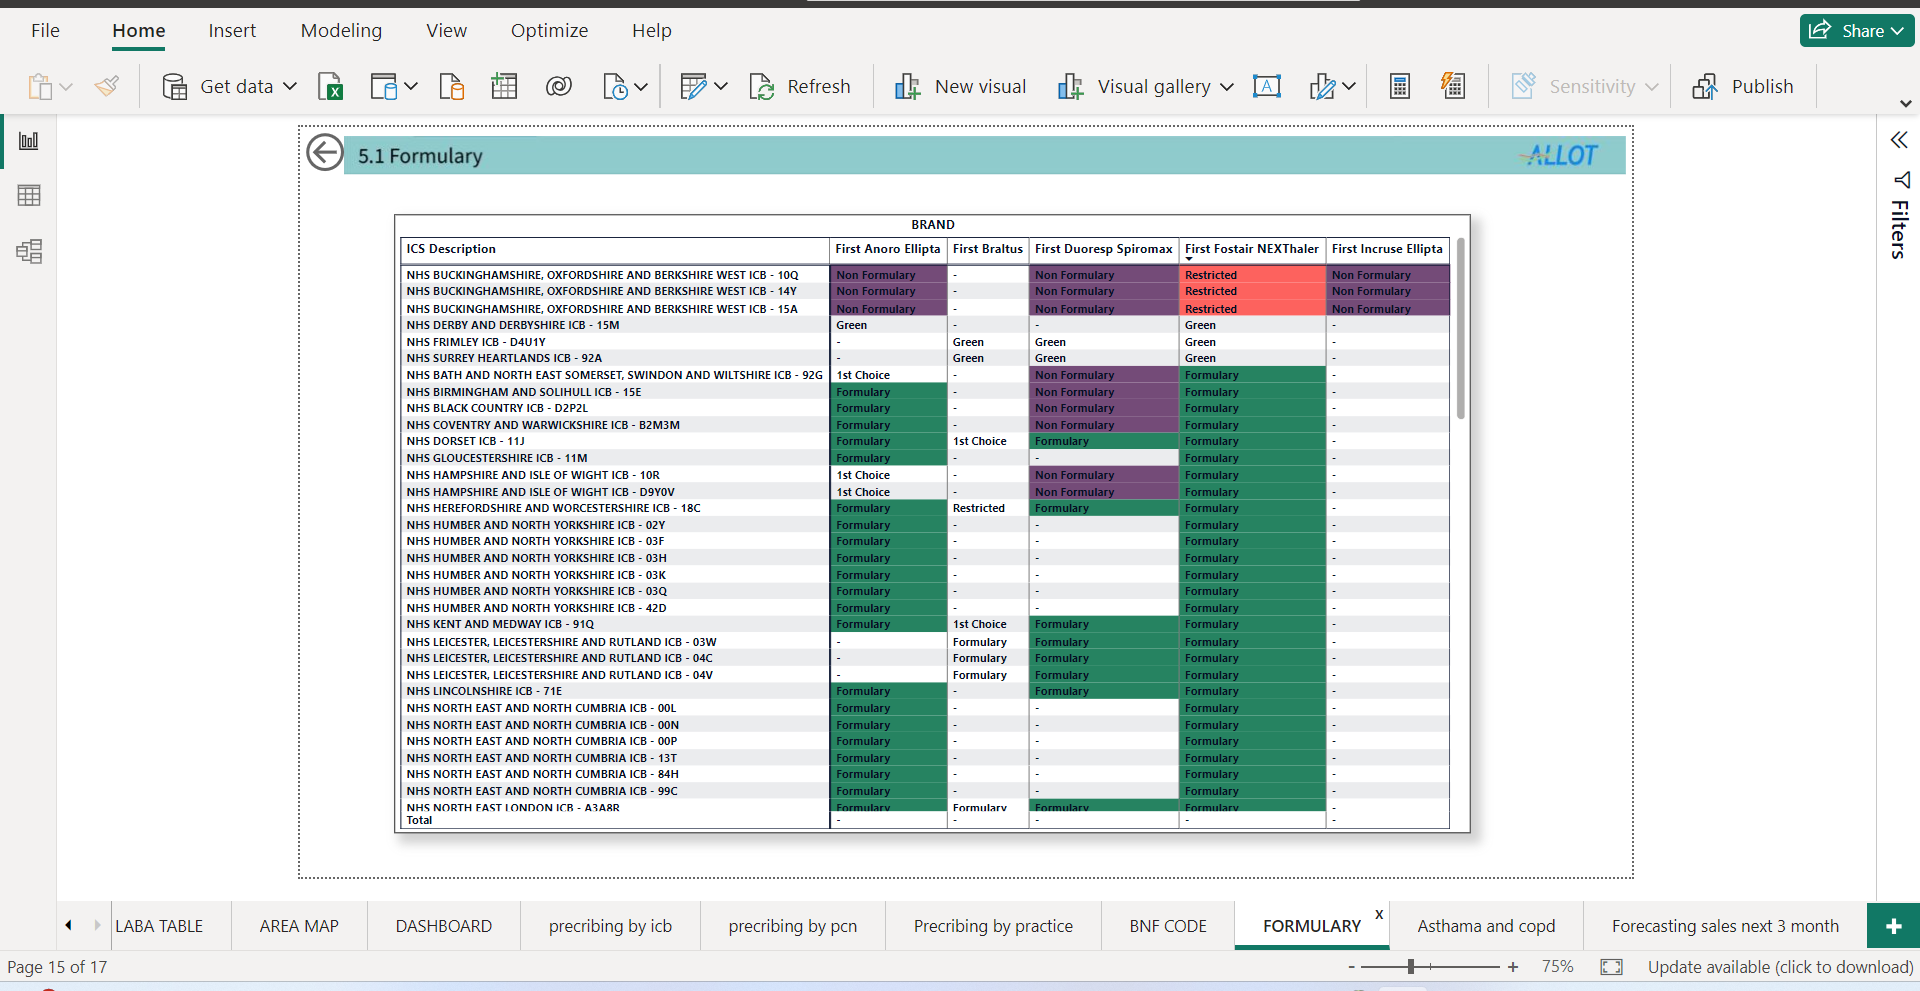 File Home Insert Modeling View Optimize Help Share
Get data Refresh New visual Visual gallery Sensitivity Publish
5.1 Formulary ALLOT
Filters
BRAND
ICS Description First Anoro Ellipta First Braltus First Duoresp Spiromax First Fostair NEXThaler First Incruse Ellipta
NHS BUCKINGHAMSHIRE, OXFORDSHIRE AND BERKSHIRE WEST ICB - 10Q Non Formulary - Non Formulary Restricted Non Formulary
NHS BUCKINGHAMSHIRE, OXFORDSHIRE AND BERKSHIRE WEST ICB - 14Y Non Formulary - Non Formulary Restricted Non Formulary
NHS BUCKINGHAMSHIRE, OXFORDSHIRE AND BERKSHIRE WEST ICB - 15A Non Formulary - Non Formulary Restricted Non Formulary
NHS DERBY AND DERBYSHIRE ICB - 15M Green - - Green -
NHS FRIMLEY ICB - D4U1Y - Green Green Green -
NHS SURREY HEARTLANDS ICB - 92A - Green Green Green -
NHS BATH AND NORTH EAST SOMERSET, SWINDON AND WILTSHIRE ICB - 92G 1st Choice - Non Formulary Formulary -
NHS BIRMINGHAM AND SOLIHULL ICB - 15E Formulary - Non Formulary Formulary -
NHS BLACK COUNTRY ICB - D2P2L Formulary - Non Formulary Formulary -
NHS COVENTRY AND WARWICKSHIRE ICB - B2M3M Formulary - Non Formulary Formulary -
NHS DORSET ICB - 11J Formulary 1st Choice Formulary Formulary -
NHS GLOUCESTERSHIRE ICB - 11M Formulary - - Formulary -
NHS HAMPSHIRE AND ISLE OF WIGHT ICB - 10R 1st Choice - Non Formulary Formulary -
NHS HAMPSHIRE AND ISLE OF WIGHT ICB - D9Y0V 1st Choice - Non Formulary Formulary -
NHS HEREFORDSHIRE AND WORCESTERSHIRE ICB - 18C Formulary Restricted Formulary Formulary -
NHS HUMBER AND NORTH YORKSHIRE ICB - 02Y Formulary - - Formulary -
NHS HUMBER AND NORTH YORKSHIRE ICB - 03F Formulary - - Formulary -
NHS HUMBER AND NORTH YORKSHIRE ICB - 03H Formulary - - Formulary -
NHS HUMBER AND NORTH YORKSHIRE ICB - 03K Formulary - - Formulary -
NHS HUMBER AND NORTH YORKSHIRE ICB - 03Q Formulary - - Formulary -
NHS HUMBER AND NORTH YORKSHIRE ICB - 42D Formulary - - Formulary -
NHS KENT AND MEDWAY ICB - 91Q Formulary 1st Choice Formulary Formulary -
NHS LEICESTER, LEICESTERSHIRE AND RUTLAND ICB - 03W - Formulary Formulary Formulary -
NHS LEICESTER, LEICESTERSHIRE AND RUTLAND ICB - 04C - Formulary Formulary Formulary -
NHS LEICESTER, LEICESTERSHIRE AND RUTLAND ICB - 04V - Formulary Formulary Formulary -
NHS LINCOLNSHIRE ICB - 71E Formulary - Formulary Formulary -
NHS NORTH EAST AND NORTH CUMBRIA ICB - 00L Formulary - - Formulary -
NHS NORTH EAST AND NORTH CUMBRIA ICB - 00N Formulary - - Formulary -
NHS NORTH EAST AND NORTH CUMBRIA ICB - 00P Formulary - - Formulary -
NHS NORTH EAST AND NORTH CUMBRIA ICB - 13T Formulary - - Formulary -
NHS NORTH EAST AND NORTH CUMBRIA ICB - 84H Formulary - - Formulary -
NHS NORTH EAST AND NORTH CUMBRIA ICB - 99C Formulary - - Formulary -
NHS NORTH EAST LONDON ICB - A3A8R Formulary Formulary Formulary Formulary -
Total - - - - -
LABA TABLE AREA MAP DASHBOARD precribing by icb precribing by pcn Precribing by practice BNF CODE FORMULARY x Asthama and copd Forecasting sales next 3 month +
Page 15 of 17 - + 75% Update available (click to download)